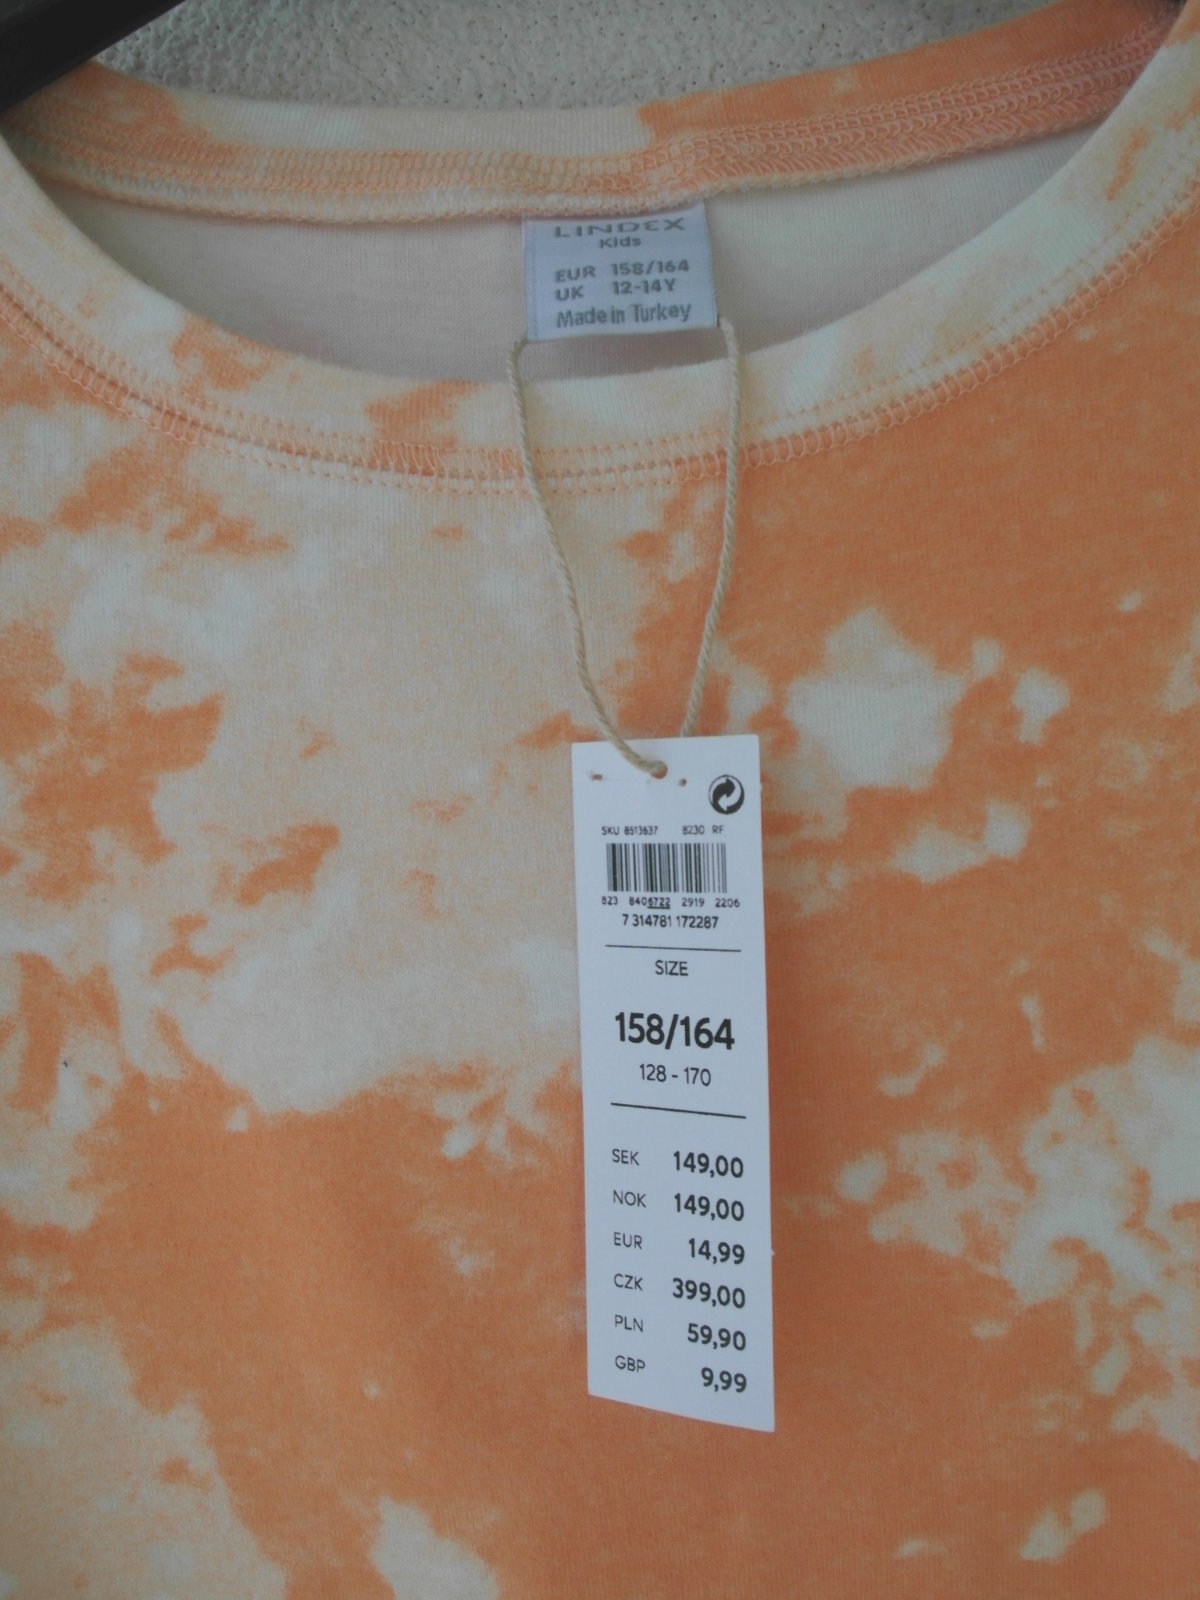 LINDEX
Kids
EUR 158/164
UK 12-14Y
Made in Turkey
SKU 8513637 8230 RF
823 8406722 2919 2206
7 314781 172287
SIZE
158/164
128 - 170
SEK 149,00
NOK 149,00
EUR 14,99
CZK 399,00
PLN 59,90
GBP 9,99